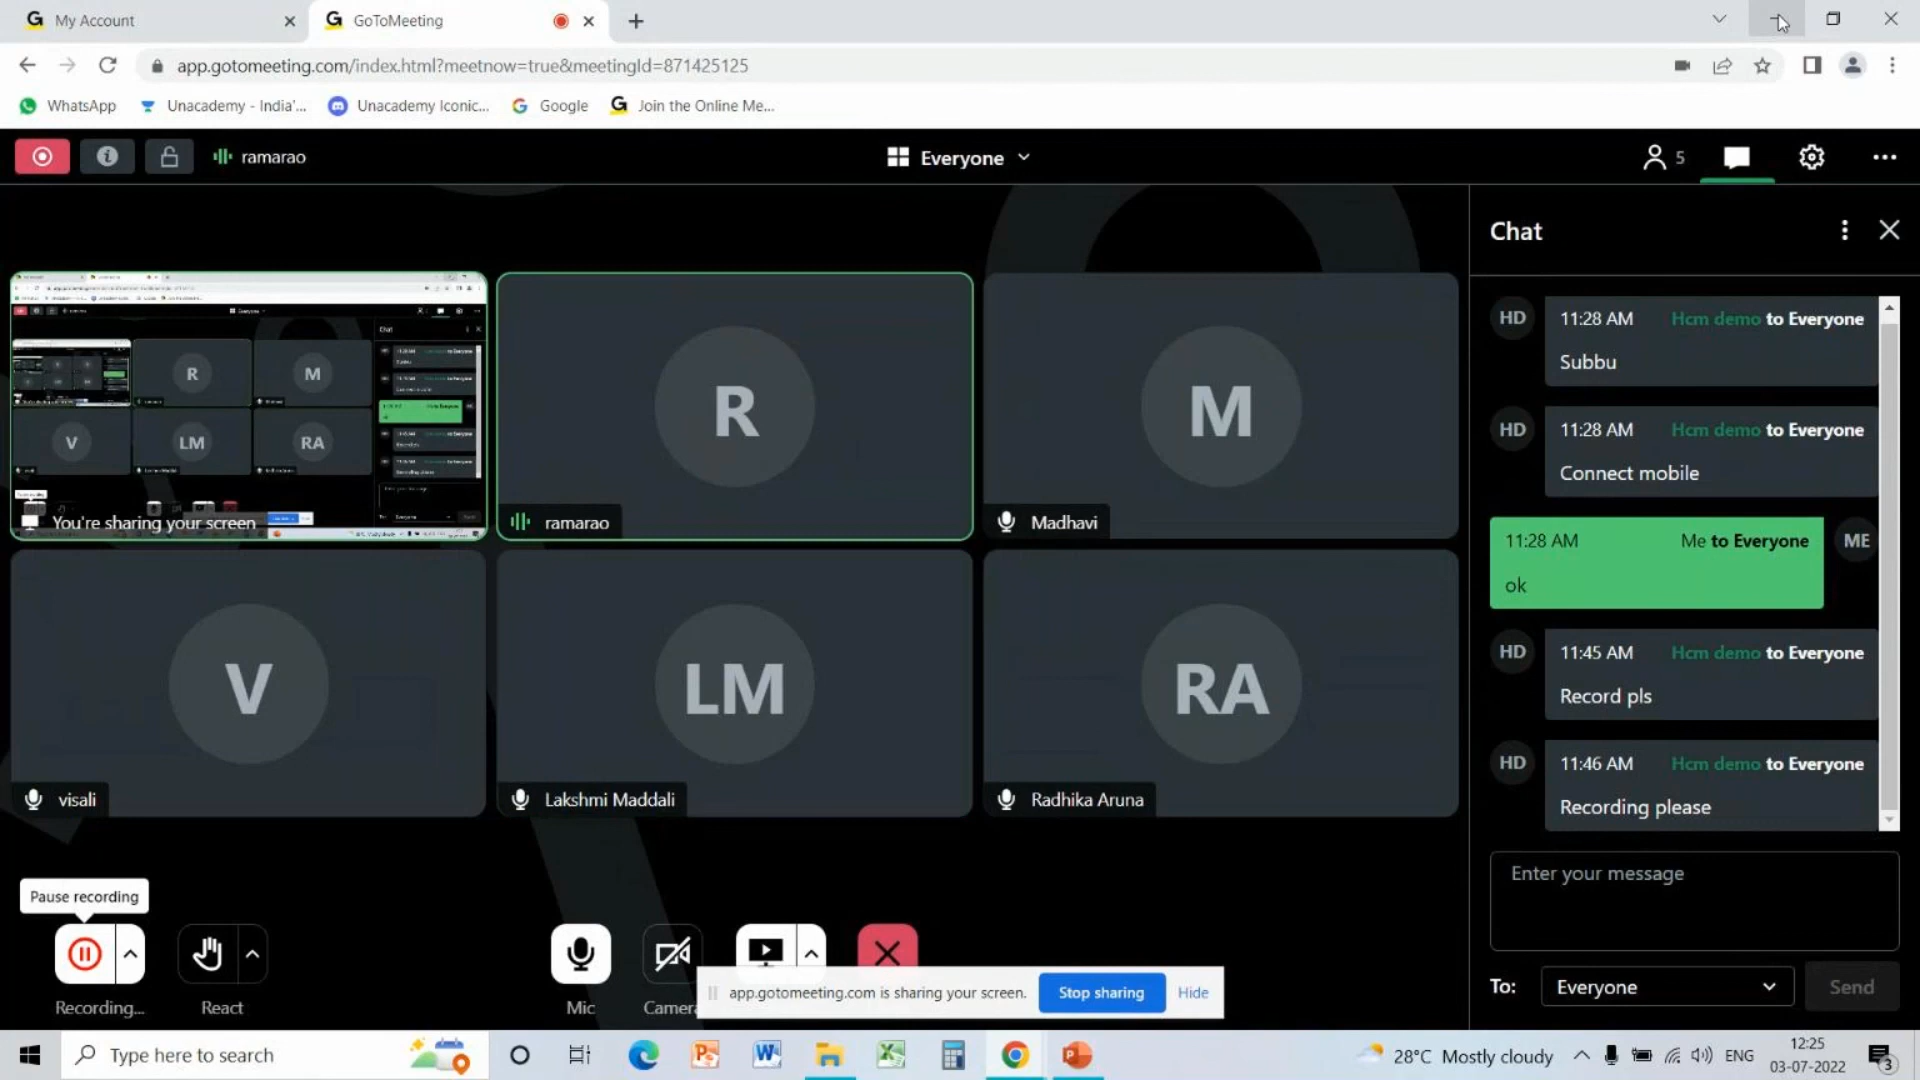 My Account
GoToMeeting
app.gotomeeting.com/index.html?meetnow=true&meetingId=871425125
WhatsApp
Unacademy - India'...
Unacademy Iconic...
Google
Join the Online Me...
ramarao
Everyone
5
Chat
HD
11:28 AM Hcm demo to Everyone
Subbu
HD
11:28 AM Hcm demo to Everyone
Connect mobile
11:28 AM Me to Everyone
ME
ok
HD
11:45 AM Hcm demo to Everyone
Record pls
HD
11:46 AM Hcm demo to Everyone
Recording please
Enter your message
To: Everyone
Send
R
M
V
LM
RA
You're sharing your screen
R
ramarao
M
Madhavi
V
visali
LM
Lakshmi Maddali
RA
Radhika Aruna
Pause recording
Recording...
React
Mic
Camer
app.gotomeeting.com is sharing your screen.
Stop sharing
Hide
Type here to search
28°C Mostly cloudy
ENG
12:25
03-07-2022
3